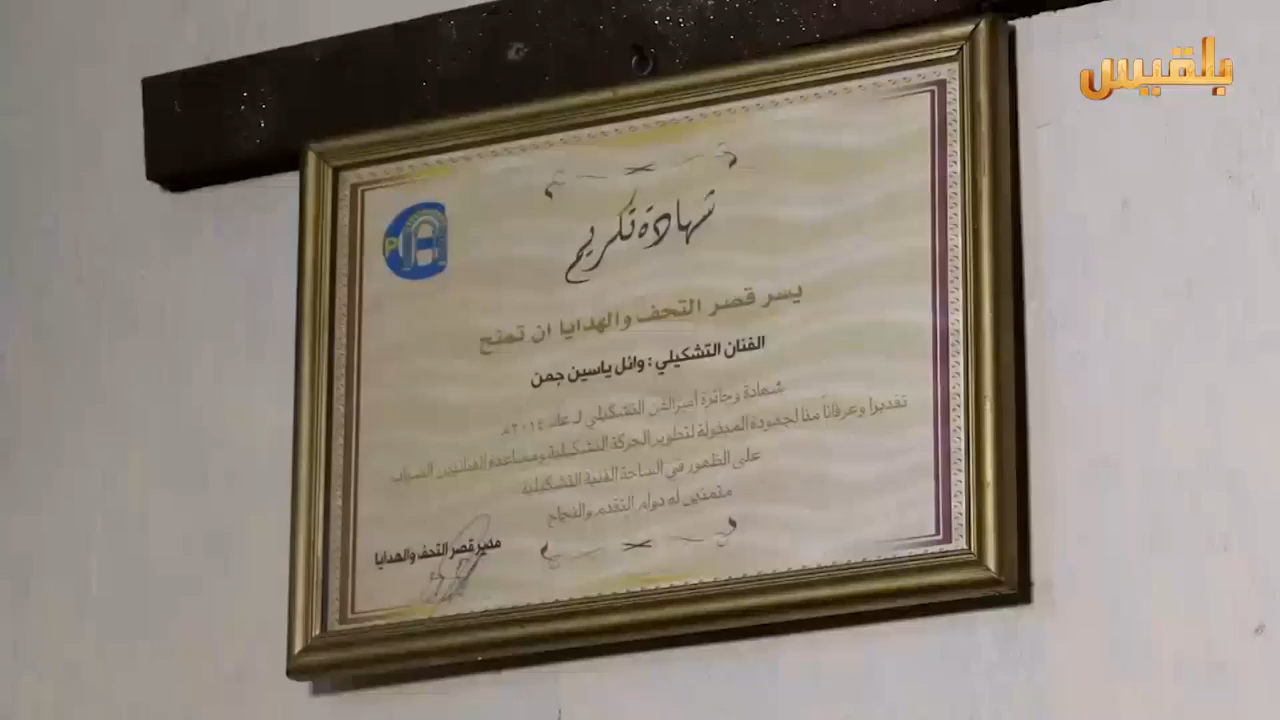 بلقيس
شهادة تكريم
يسر قصر التحف والهدايا ان تمنح
الفنان التشكيلي : وائل ياسين جمن
شهادة وجائزة أميرالفن التشكيلي لـ عام ٢٠١٤م
تقديرا وعرفاناً منا لجهودة المبذولة لتطوير الحركة التشكيلية ومساعدة الفنانين الشباب
على الظهور في الساحة الفنية التشكيلية
متمنين له دوام التقدم والنجاح
مدير قصر التحف والهدايا